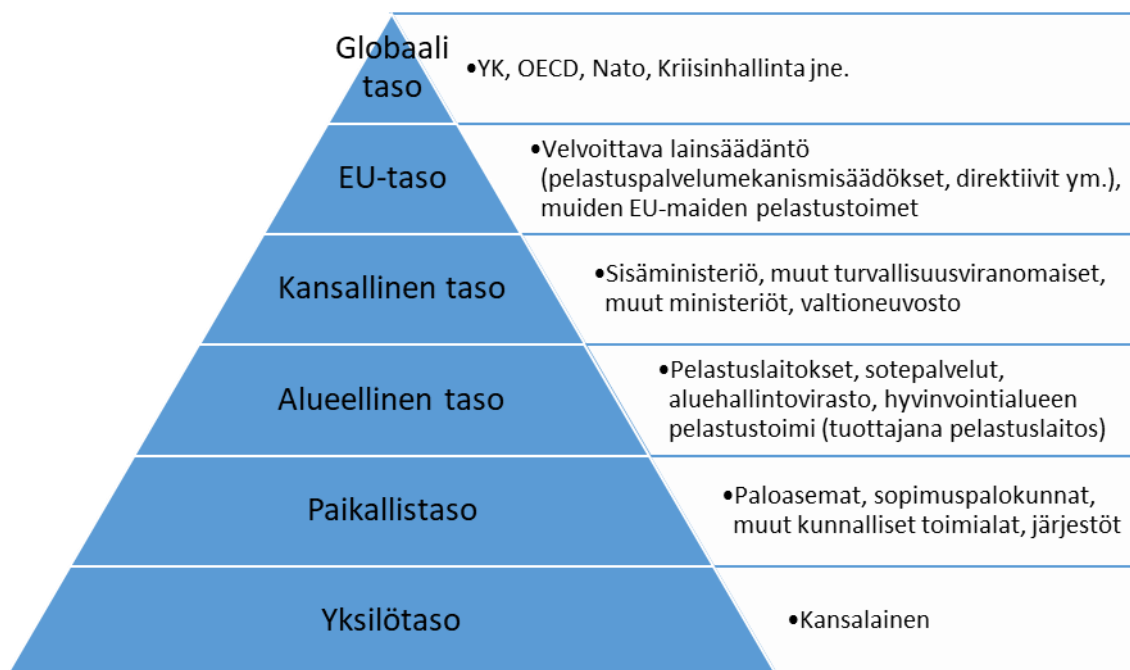 Globaali
taso
•YK, OECD, Nato, Kriisinhallinta jne.
EU-taso
•Velvoittava lainsäädäntö
(pelastuspalvelumekanismisäädökset, direktiivit ym.),
muiden EU-maiden pelastustoimet
Kansallinen taso
•Sisäministeriö, muut turvallisuusviranomaiset,
muut ministeriöt, valtioneuvosto
Alueellinen taso
•Pelastuslaitokset, sotepalvelut,
aluehallintovirasto, hyvinvointialueen
pelastustoimi (tuottajana pelastuslaitos)
Paikallistaso
•Paloasemat, sopimuspalokunnat,
muut kunnalliset toimialat, järjestöt
Yksilötaso
•Kansalainen